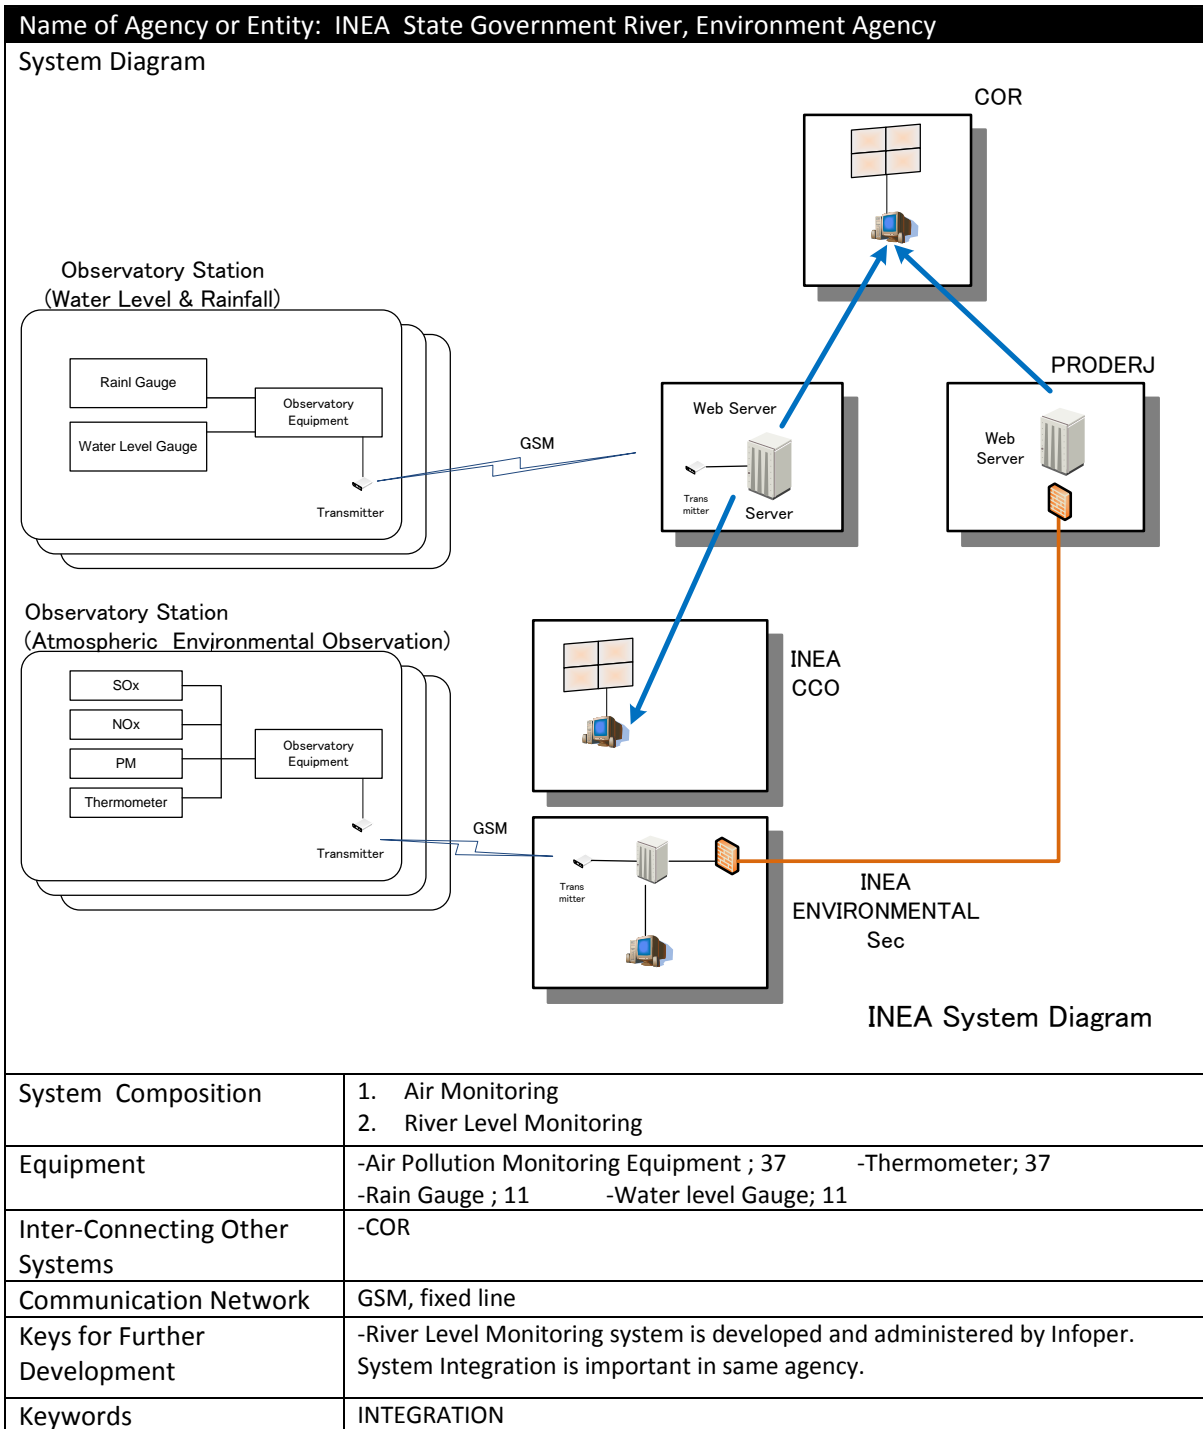 Name of Agency or Entity: INEA State Government River, Environment Agency
System Diagram
COR
Observatory Station
(Water Level & Rainfall)
Rainl Gauge
Water Level Gauge
Observatory
Equipment
Transmitter
GSM
Web Server
Trans
mitter
Server
PRODERJ
Web
Server
Observatory Station
(Atmospheric Environmental Observation)
SOx
NOx
PM
Thermometer
Observatory
Equipment
Transmitter
GSM
INEA
CCO
Trans
mitter
INEA
ENVIRONMENTAL
Sec
INEA System Diagram
System Composition
1. Air Monitoring
2. River Level Monitoring
Equipment
-Air Pollution Monitoring Equipment ; 37 -Thermometer; 37
-Rain Gauge ; 11 -Water level Gauge; 11
Inter-Connecting Other
Systems
-COR
Communication Network
GSM, fixed line
Keys for Further
Development
-River Level Monitoring system is developed and administered by Infoper.
System Integration is important in same agency.
Keywords
INTEGRATION